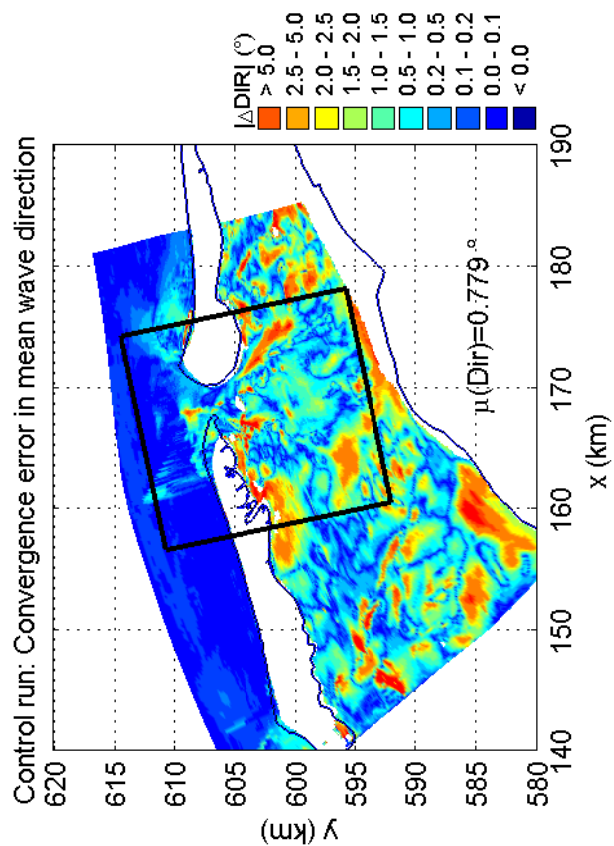 Control run: Convergence error in mean wave direction
620
615
610
605
600
595
590
585
580
y (km)
140
150
160
170
180
190
x (km)
μ(Dir)=0.779 °
|△DIR| (°)
> 5.0
2.5 - 5.0
2.0 - 2.5
1.5 - 2.0
1.0 - 1.5
0.5 - 1.0
0.2 - 0.5
0.1 - 0.2
0.0 - 0.1
< 0.0